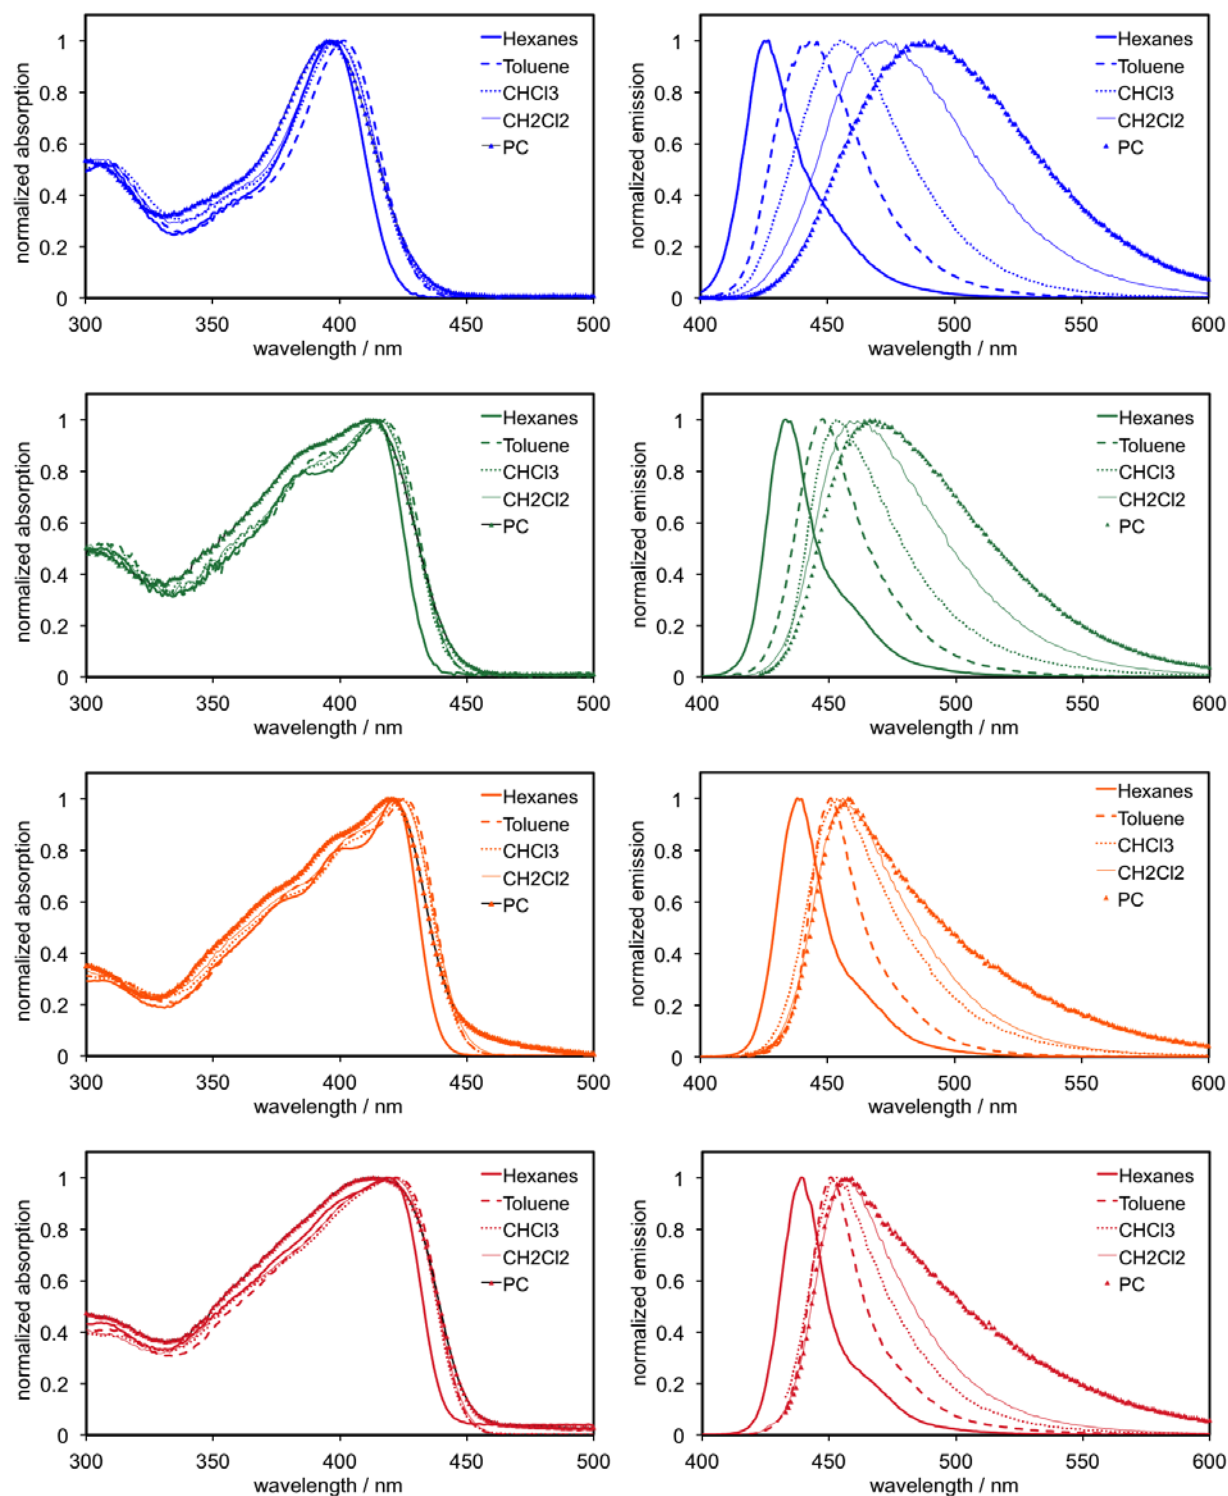 normalized absorption
1
0.8
0.6
0.4
0.2
0
300
350
400
450
500
wavelength / nm
Hexanes
Toluene
CHCl3
CH2Cl2
PC
normalized emission
1
0.8
0.6
0.4
0.2
0
400
450
500
550
600
wavelength / nm
Hexanes
Toluene
CHCl3
CH2Cl2
PC
normalized absorption
1
0.8
0.6
0.4
0.2
0
300
350
400
450
500
wavelength / nm
Hexanes
Toluene
CHCl3
CH2Cl2
PC
normalized emission
1
0.8
0.6
0.4
0.2
0
400
450
500
550
600
wavelength / nm
Hexanes
Toluene
CHCl3
CH2Cl2
PC
normalized absorption
1
0.8
0.6
0.4
0.2
0
300
350
400
450
500
wavelength / nm
Hexanes
Toluene
CHCl3
CH2Cl2
PC
normalized emission
1
0.8
0.6
0.4
0.2
0
400
450
500
550
600
wavelength / nm
Hexanes
Toluene
CHCl3
CH2Cl2
PC
normalized absorption
1
0.8
0.6
0.4
0.2
0
300
350
400
450
500
wavelength / nm
Hexanes
Toluene
CHCl3
CH2Cl2
PC
normalized emission
1
0.8
0.6
0.4
0.2
0
400
450
500
550
600
wavelength / nm
Hexanes
Toluene
CHCl3
CH2Cl2
PC